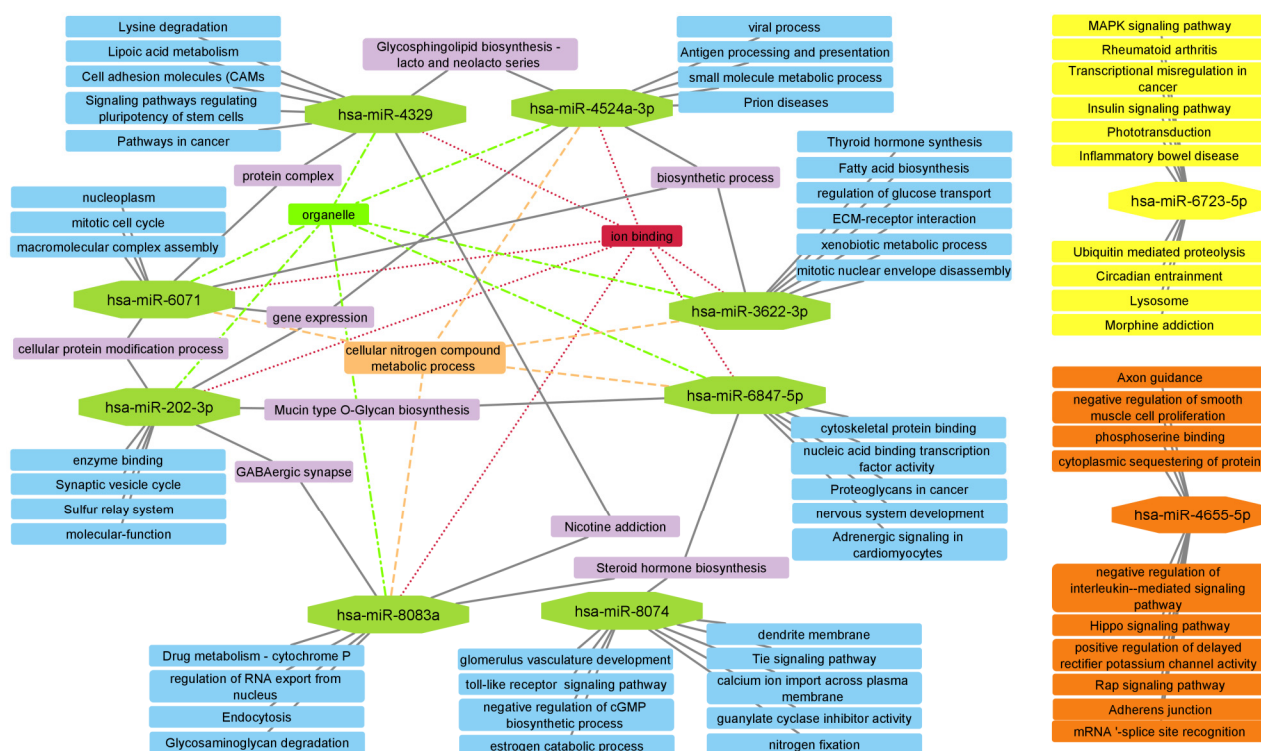 Lysine degradation
Lipoic acid metabolism
Cell adhesion molecules (CAMs
Signaling pathways regulating
pluripotency of stem cells
Pathways in cancer
Glycosphingolipid biosynthesis -
lacto and neolacto series
viral process
Antigen processing and presentation
small molecule metabolic process
Prion diseases
hsa-miR-4329
hsa-miR-4524a-3p
protein complex
biosynthetic process
Thyroid hormone synthesis
Fatty acid biosynthesis
regulation of glucose transport
ECM-receptor interaction
xenobiotic metabolic process
mitotic nuclear envelope disassembly
nucleoplasm
mitotic cell cycle
macromolecular complex assembly
organelle
ion binding
hsa-miR-6071
hsa-miR-3622-3p
gene expression
cellular protein modification process
cellular nitrogen compound
metabolic process
hsa-miR-202-3p
Mucin type O-Glycan biosynthesis
hsa-miR-6847-5p
enzyme binding
Synaptic vesicle cycle
Sulfur relay system
molecular-function
GABAergic synapse
cytoskeletal protein binding
nucleic acid binding transcription
factor activity
Proteoglycans in cancer
nervous system development
Adrenergic signaling in
cardiomyocytes
Nicotine addiction
Steroid hormone biosynthesis
hsa-miR-8083a
hsa-miR-8074
Drug metabolism - cytochrome P
regulation of RNA export from
nucleus
Endocytosis
Glycosaminoglycan degradation
glomerulus vasculature development
toll-like receptor signaling pathway
negative regulation of cGMP
biosynthetic process
estrogen catabolic process
dendrite membrane
Tie signaling pathway
calcium ion import across plasma
membrane
guanylate cyclase inhibitor activity
nitrogen fixation
MAPK signaling pathway
Rheumatoid arthritis
Transcriptional misregulation in
cancer
Insulin signaling pathway
Phototransduction
Inflammatory bowel disease
hsa-miR-6723-5p
Ubiquitin mediated proteolysis
Circadian entrainment
Lysosome
Morphine addiction
Axon guidance
negative regulation of smooth
muscle cell proliferation
phosphoserine binding
cytoplasmic sequestering of protein
hsa-miR-4655-5p
negative regulation of
interleukin--mediated signaling
pathway
Hippo signaling pathway
positive regulation of delayed
rectifier potassium channel activity
Rap signaling pathway
Adherens junction
mRNA '-splice site recognition